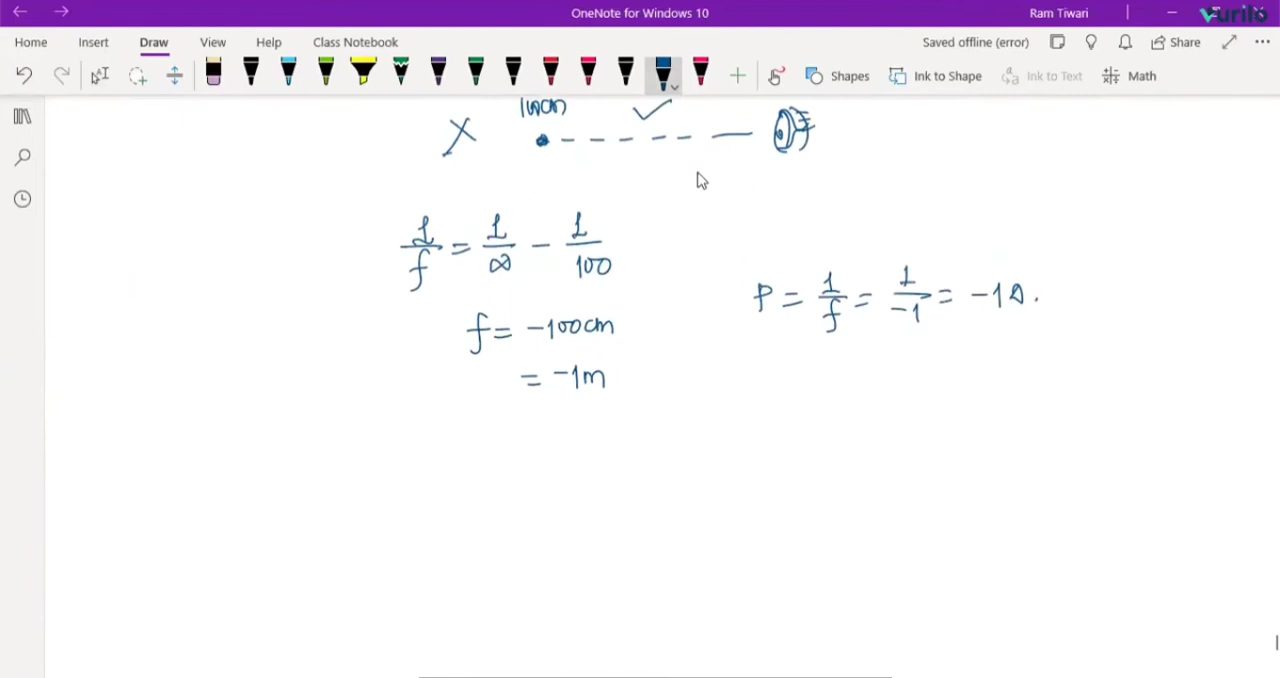 OneNote for Windows 10
Ram Tiwari
vurilo
Home Insert Draw View Help Class Notebook
Saved offline (error)
Share
Shapes
Ink to Shape
Ink to Text
Math
100cm
X
1/f = 1/∞ - 1/100
P = 1/f = 1/-1 = -1D.
f = -100cm
= -1m